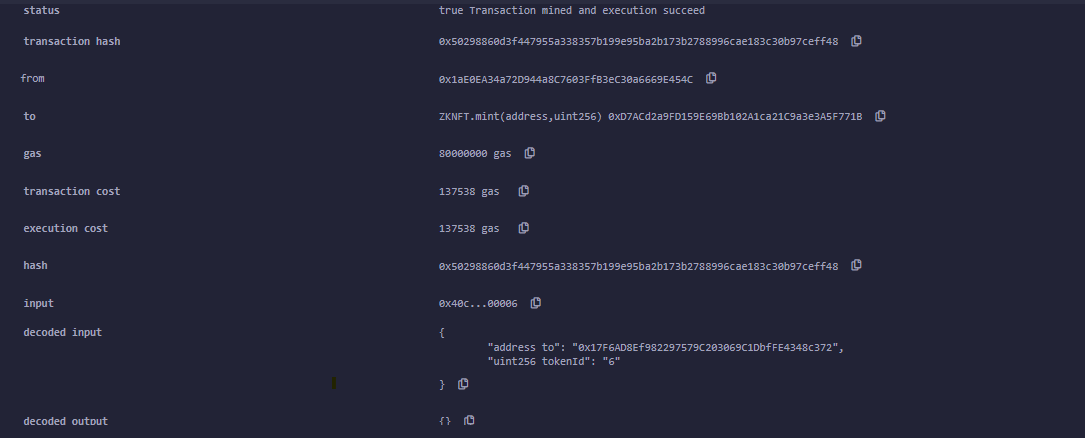 status true Transaction mined and execution succeed
transaction hash 0x50298860d3f447955a338357b199e95ba2b173b2788996cae183c30b97ceff48
from 0x1aE0EA34a72D944a8C7603FfB3eC30a6669E454C
to ZKNFT.mint(address,uint256) 0xD7ACd2a9FD159E69Bb102A1ca21C9a3e3A5F771B
gas 80000000 gas
transaction cost 137538 gas
execution cost 137538 gas
hash 0x50298860d3f447955a338357b199e95ba2b173b2788996cae183c30b97ceff48
input 0x40c...00006
decoded input {
"address to": "0x17F6AD8Ef982297579C203069C1DbfFE4348c372",
"uint256 tokenId": "6"
}
decoded output {}